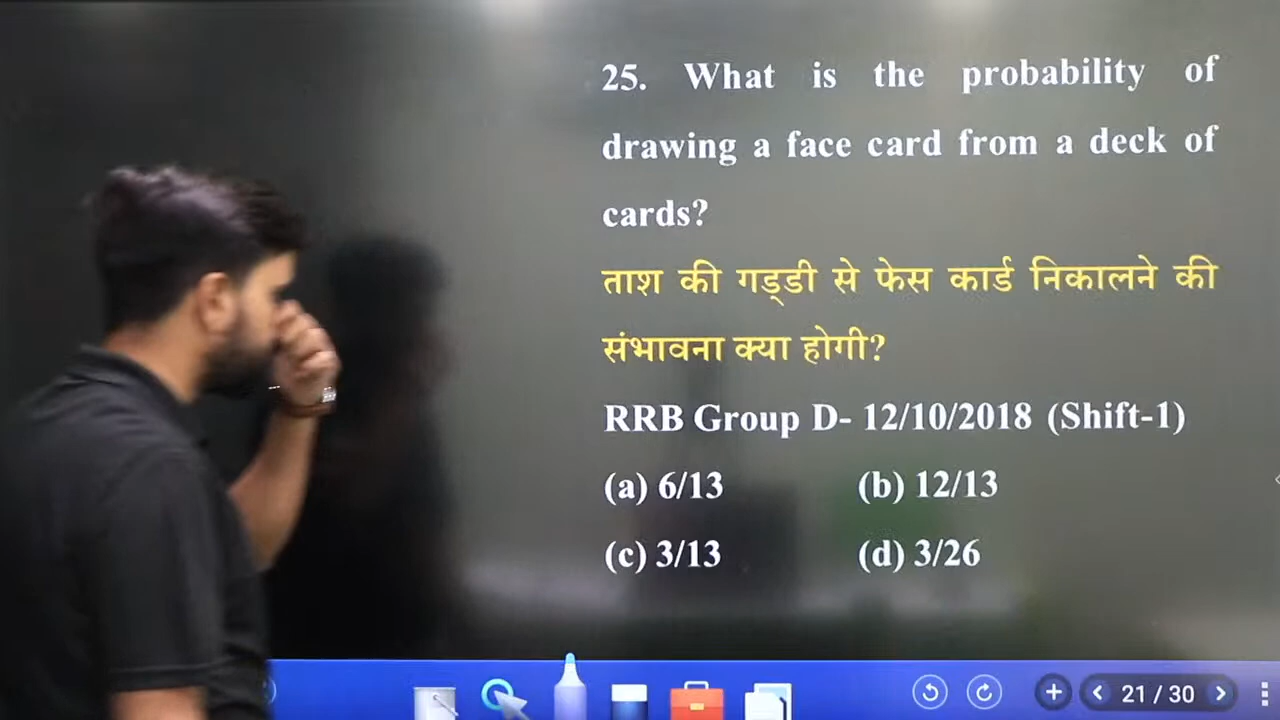 25. What is the probability of
drawing a face card from a deck of
cards?
ताश की गड्डी से फेस कार्ड निकालने की
संभावना क्या होगी?
RRB Group D- 12/10/2018 (Shift-1)
(a) 6/13 (b) 12/13
(c) 3/13 (d) 3/26
21 / 30